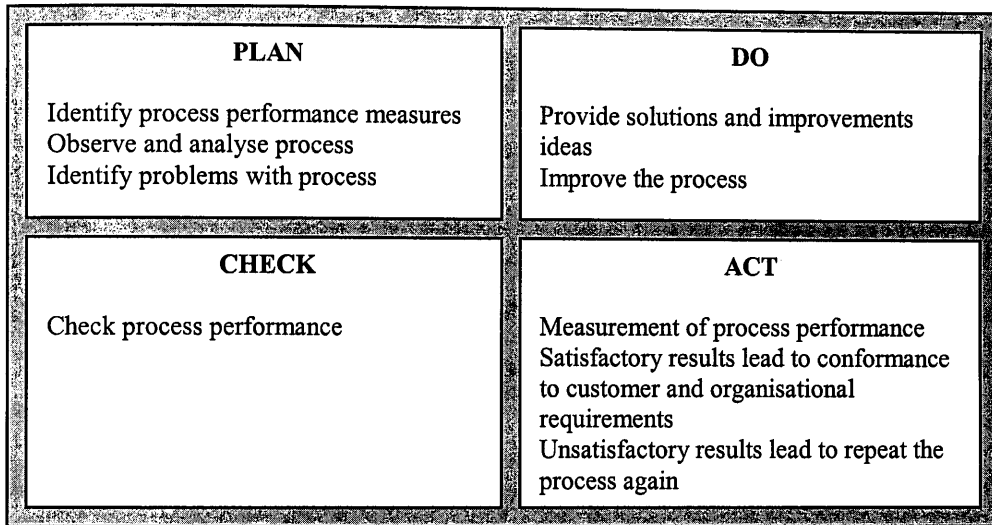 PLAN
Identify process performance measures
Observe and analyse process
Identify problems with process
DO
Provide solutions and improvements
ideas
Improve the process
CHECK
Check process performance
ACT
Measurement of process performance
Satisfactory results lead to conformance
to customer and organisational
requirements
Unsatisfactory results lead to repeat the
process again